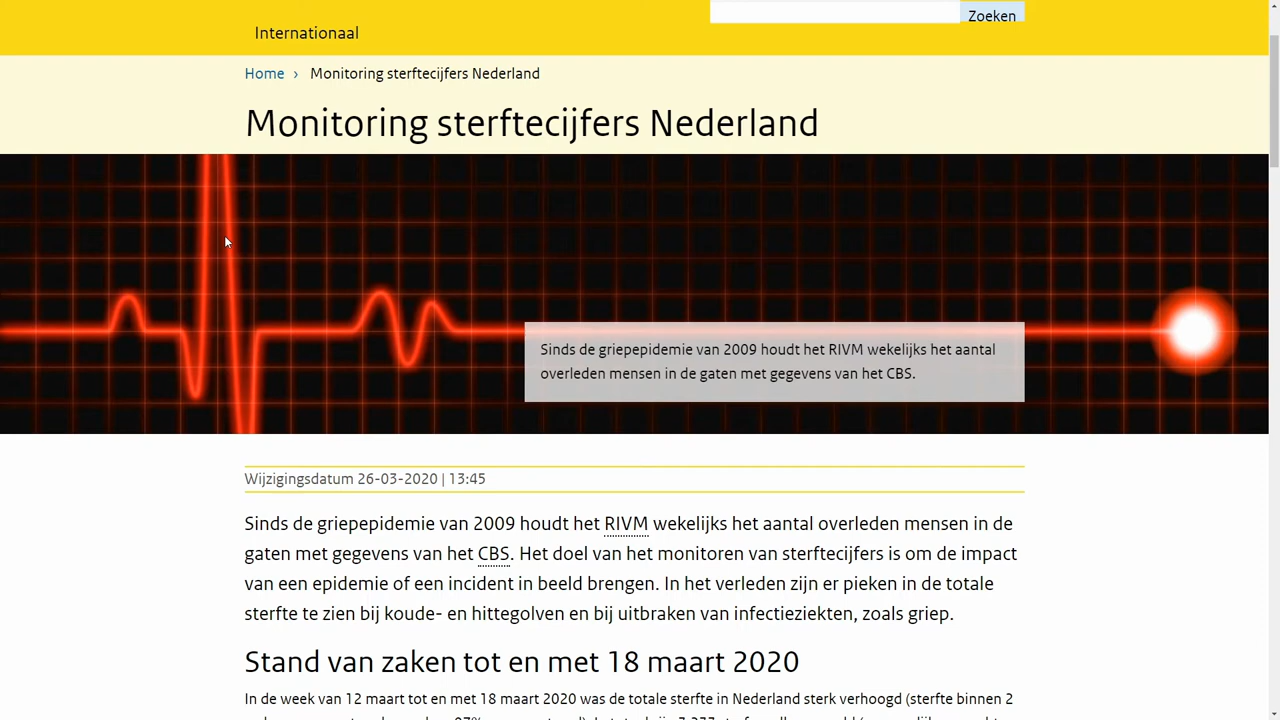 Zoeken
Internationaal
Home › Monitoring sterftecijfers Nederland
Monitoring sterftecijfers Nederland
Sinds de griepepidemie van 2009 houdt het RIVM wekelijks het aantal
overleden mensen in de gaten met gegevens van het CBS.
Wijzigingsdatum 26-03-2020 | 13:45
Sinds de griepepidemie van 2009 houdt het RIVM wekelijks het aantal overleden mensen in de
gaten met gegevens van het CBS. Het doel van het monitoren van sterftecijfers is om de impact
van een epidemie of een incident in beeld brengen. In het verleden zijn er pieken in de totale
sterfte te zien bij koude- en hittegolven en bij uitbraken van infectieziekten, zoals griep.
Stand van zaken tot en met 18 maart 2020
In de week van 12 maart tot en met 18 maart 2020 was de totale sterfte in Nederland sterk verhoogd (sterfte binnen 2